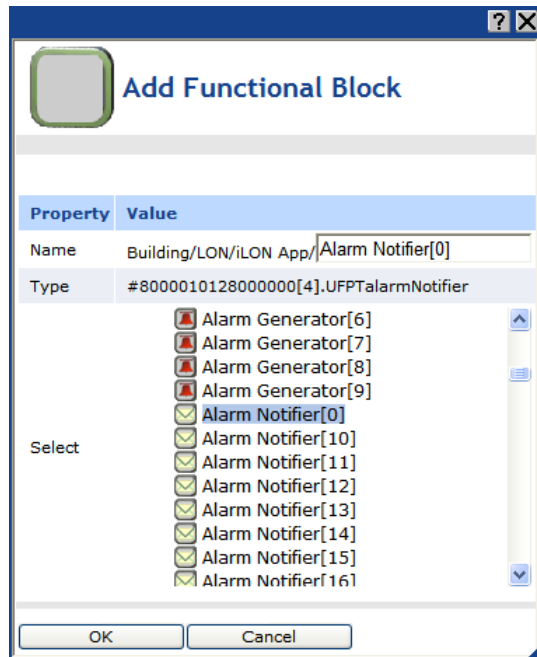 ?
Add Functional Block
Property Value
Name Building/LON/iLON App/Alarm Notifier[0]
Type #8000010128000000[4].UFPTalarmNotifier
Alarm Generator[6]
Alarm Generator[7]
Alarm Generator[8]
Alarm Generator[9]
Alarm Notifier[0]
Alarm Notifier[10]
Select
Alarm Notifier[11]
Alarm Notifier[12]
Alarm Notifier[13]
Alarm Notifier[14]
Alarm Notifier[15]
Alarm Notifier[16]
OK Cancel